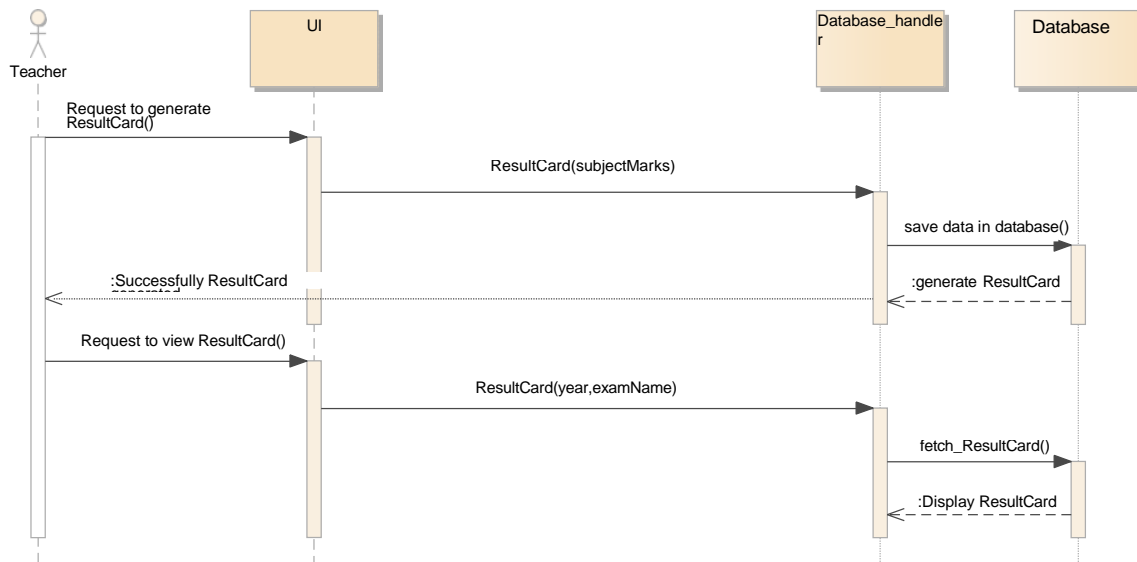 UI
Database_handle
r
Database
Teacher
Request to generate
ResultCard()
ResultCard(subjectMarks)
save data in database()
:Successfully ResultCard
generated
:generate ResultCard
Request to view ResultCard()
ResultCard(year,examName)
fetch_ResultCard()
:Display ResultCard